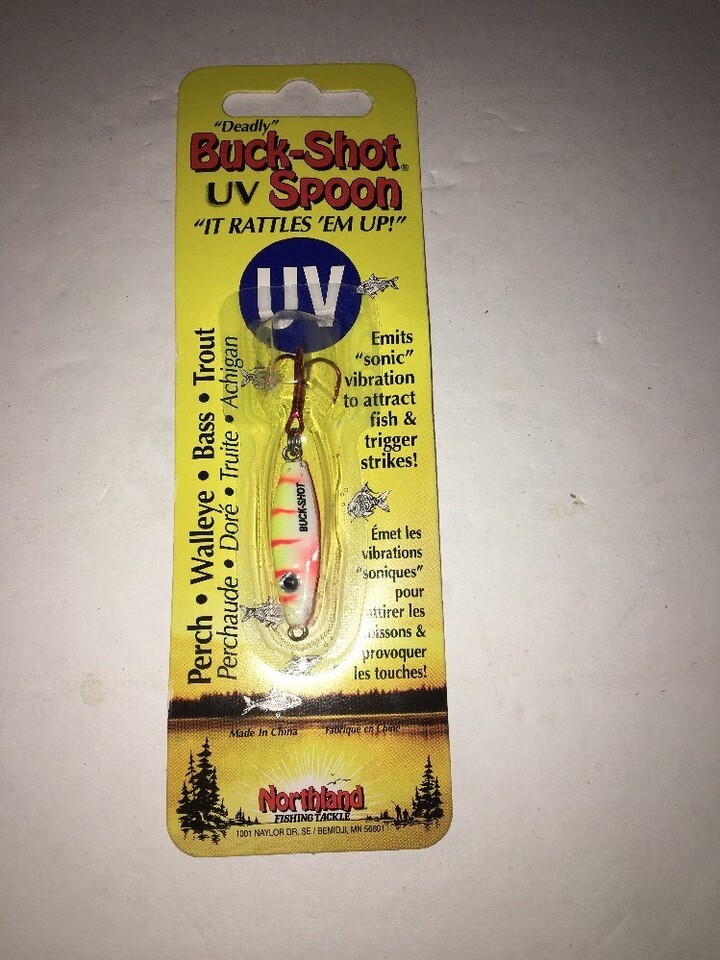 "Deadly"
Buck-Shot®
UV Spoon
"IT RATTLES 'EM UP!"
UV
Emits
"sonic"
vibration
to attract
fish &
trigger
strikes!
Perch • Walleye • Bass • Trout
Perchaude • Doré • Truite • Achigan
BUCK-SHOT
Émet les
vibrations
"soniques"
pour
attirer les
poissons &
provoquer
les touches!
Made In China Fabriqué en Chine
Northland
FISHING TACKLE
1001 NAYLOR DR. SE / BEMIDJI, MN 56601